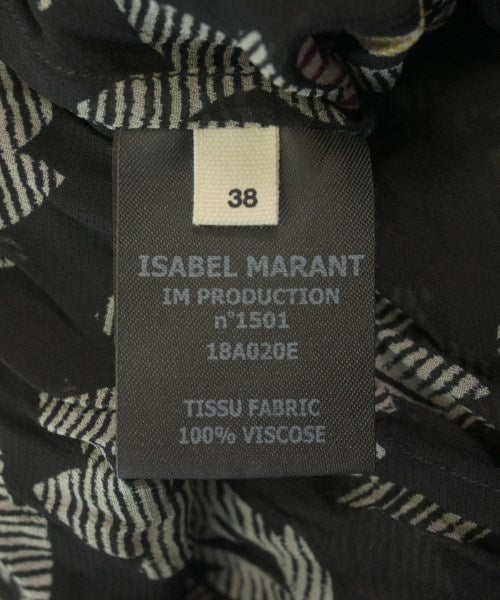 38
ISABEL MARANT
IM PRODUCTION
n°1501
18A020E
TISSU FABRIC
100% VISCOSE